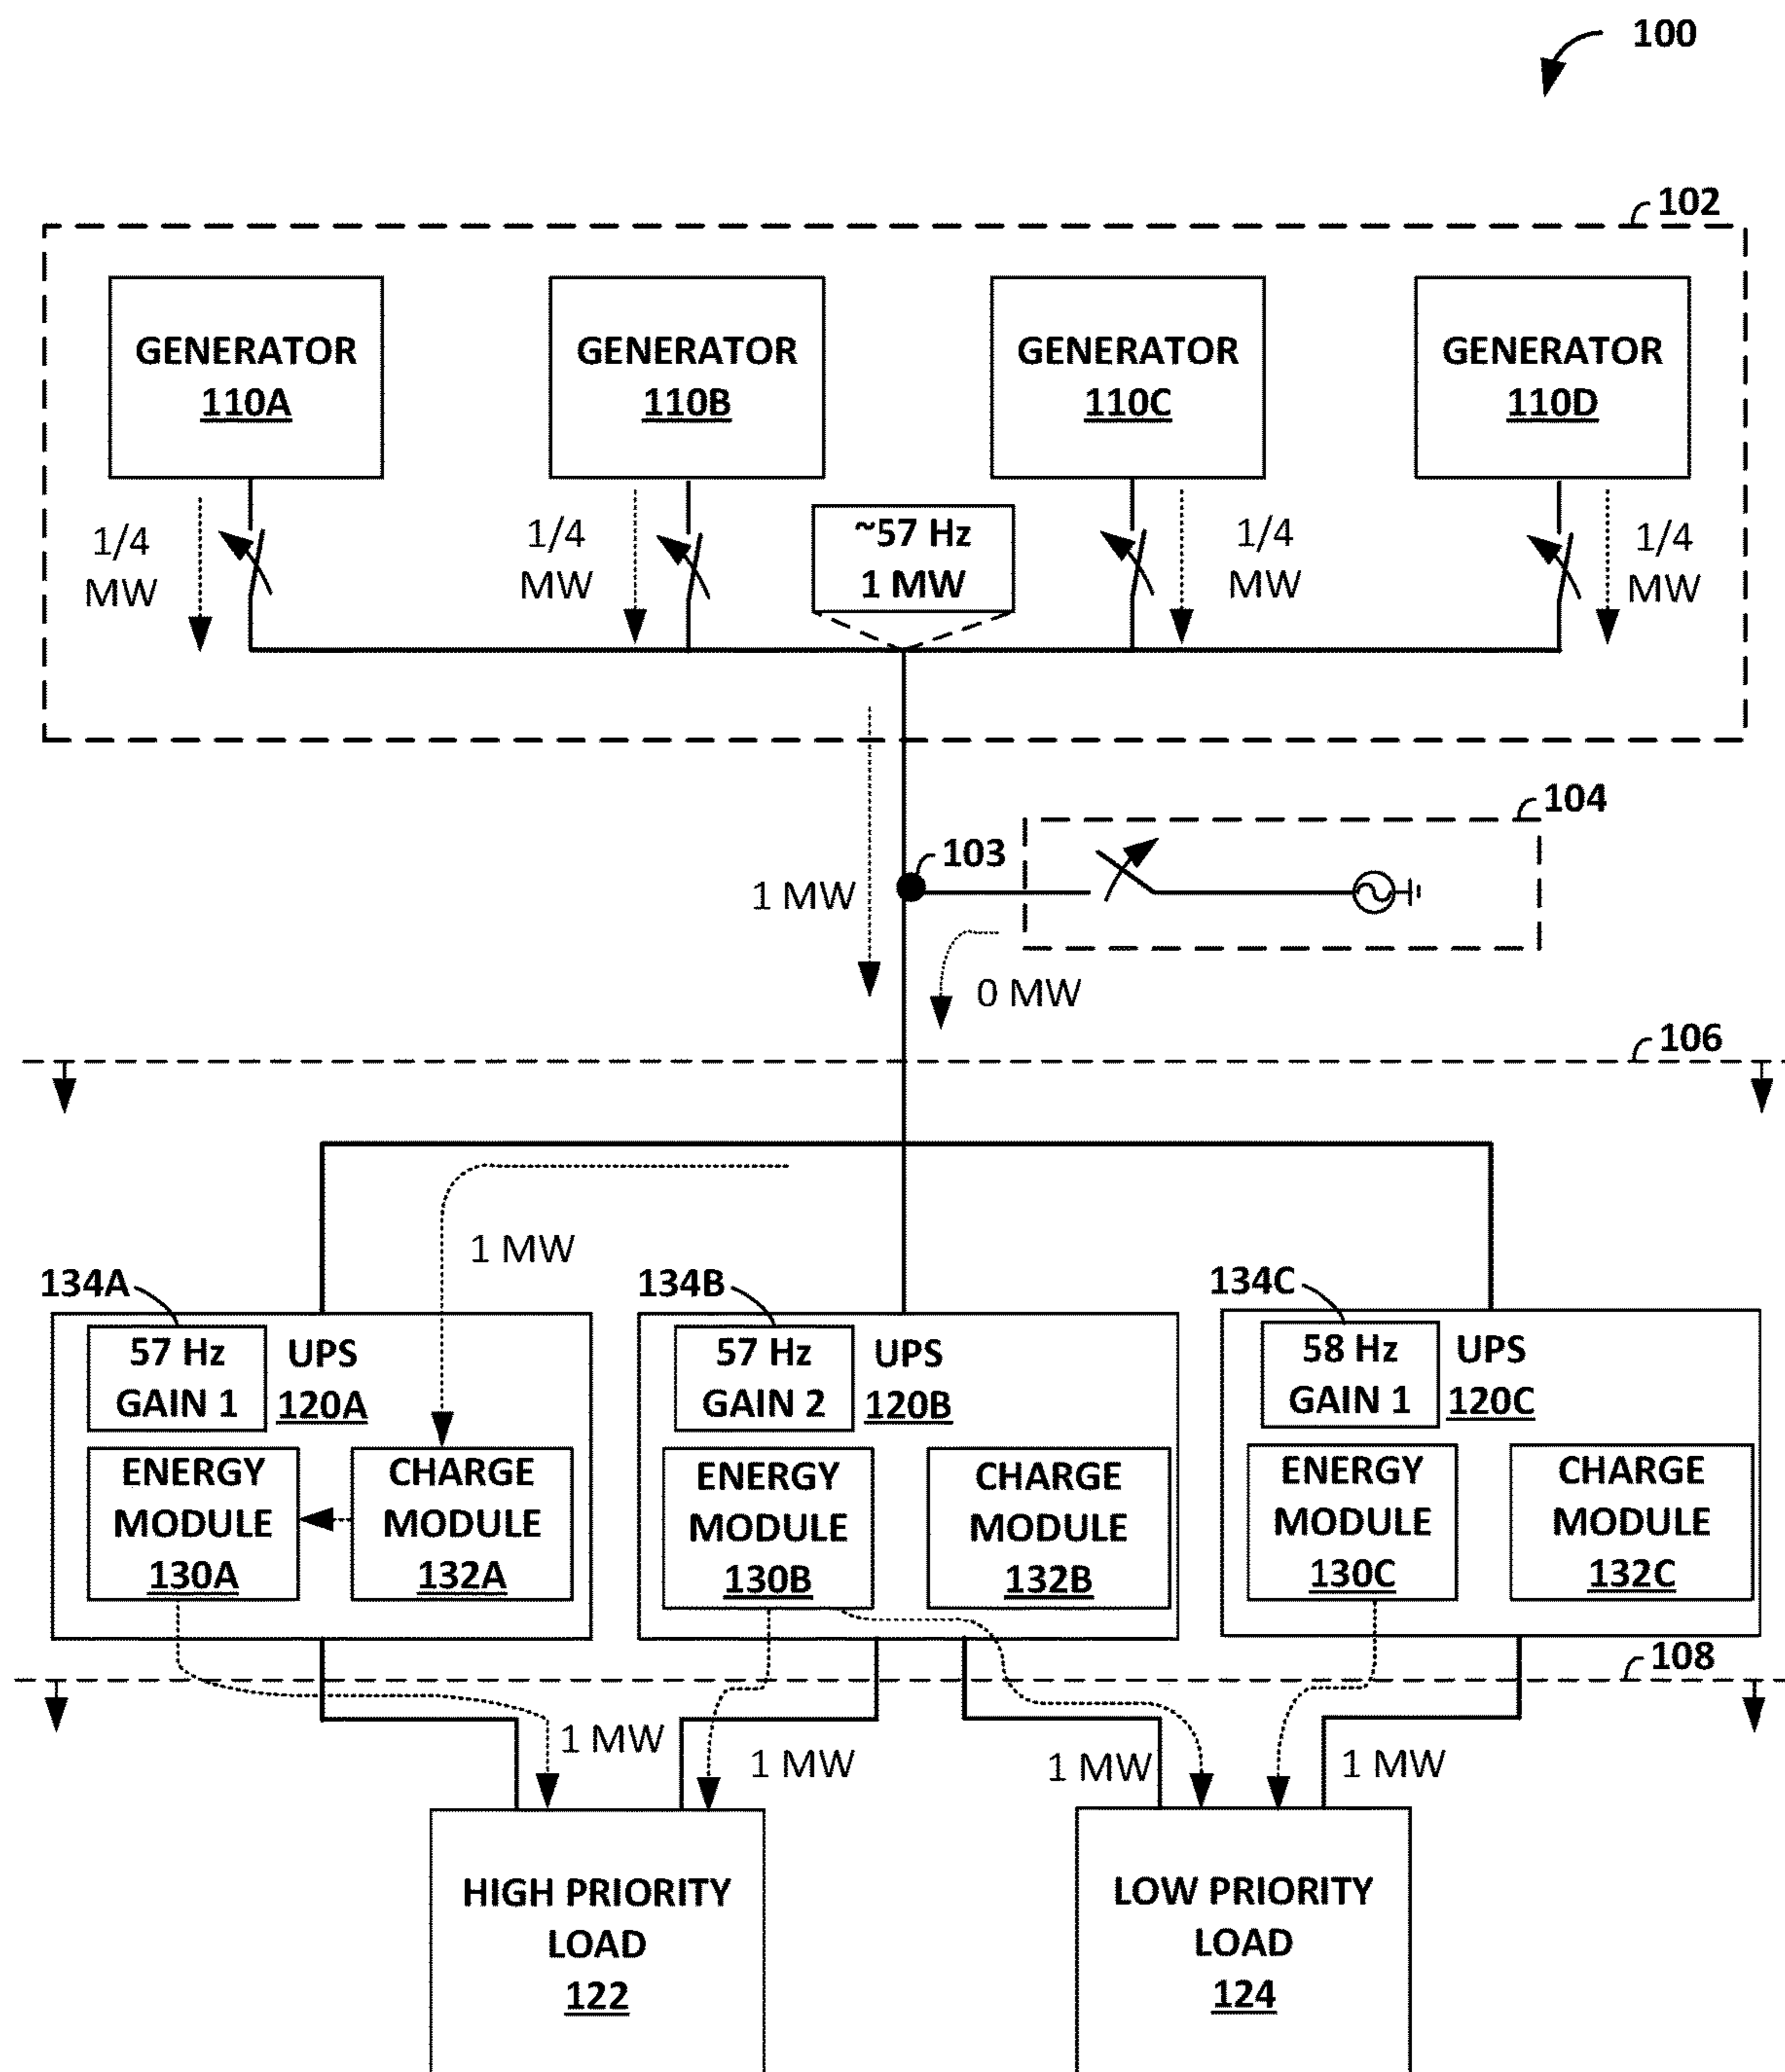 100
102
GENERATOR
110A
GENERATOR
110B
GENERATOR
110C
GENERATOR
110D
1/4
MW
1/4
MW
~57 Hz
1 MW
1/4
MW
1/4
MW
104
103
1 MW
0 MW
106
1 MW
134A
134B
134C
57 Hz
GAIN 1
UPS
120A
57 Hz
GAIN 2
UPS
120B
58 Hz
GAIN 1
UPS
120C
ENERGY
MODULE
130A
CHARGE
MODULE
132A
ENERGY
MODULE
130B
CHARGE
MODULE
132B
ENERGY
MODULE
130C
CHARGE
MODULE
132C
108
1 MW
1 MW
1 MW
1 MW
HIGH PRIORITY
LOAD
122
LOW PRIORITY
LOAD
124